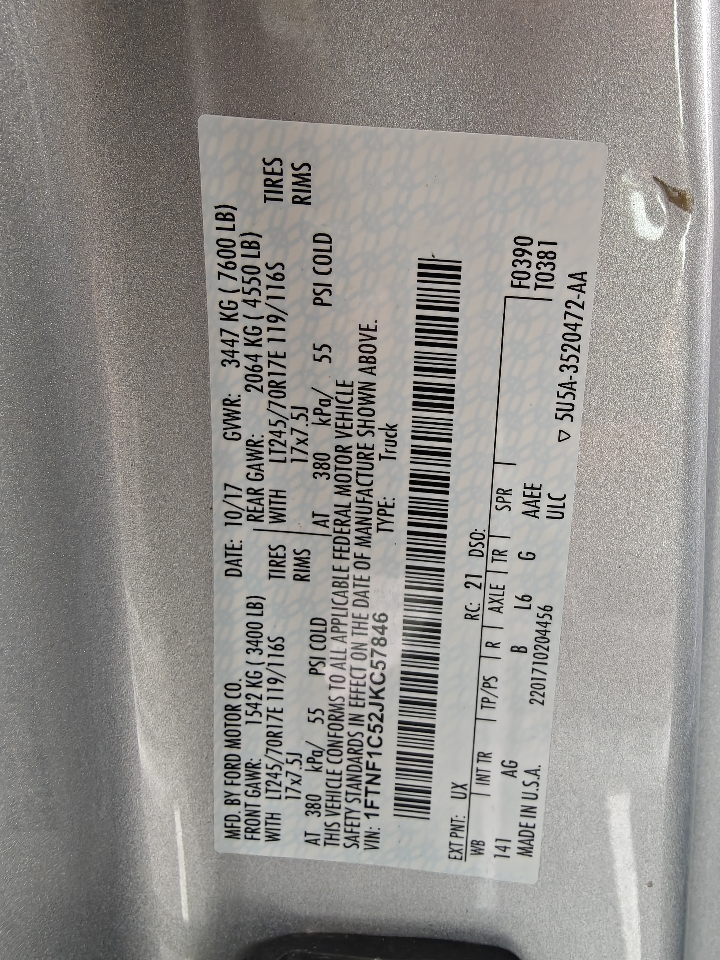 MFD. BY FORD MOTOR CO. DATE: 10/17 GVWR: 3447 KG ( 7600 LB)
FRONT GAWR: 1542 KG ( 3400 LB) REAR GAWR: 2064 KG ( 4550 LB)
WITH LT245/70R17E 119/116S TIRES WITH LT245/70R17E 119/116S TIRES
17x7.5J RIMS 17x7.5J RIMS
AT 380 kPa/ 55 PSI COLD AT 380 kPa/ 55 PSI COLD
THIS VEHICLE CONFORMS TO ALL APPLICABLE FEDERAL MOTOR VEHICLE
SAFETY STANDARDS IN EFFECT ON THE DATE OF MANUFACTURE SHOWN ABOVE.
VIN: 1FTNF1C52JKC57846 TYPE: Truck
EXT PNT: UX RC: 21 DSO: F0390
WB INT TR TP/PS R AXLE TR SPR T0381
141 AG B L6 G AAEE
MADE IN U.S.A. 2201710204456 ULC ▽ 5U5A-3520472-AA